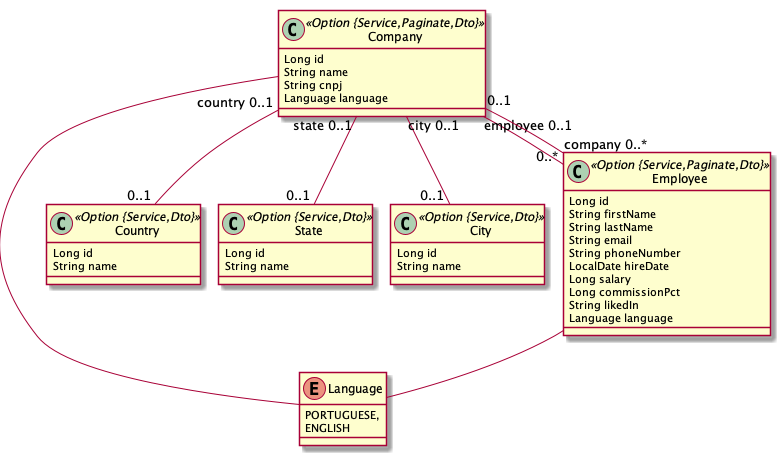 C «Option {Service,Paginate,Dto}»
Company
Long id
String name
String cnpj
Language language
country 0..1
state 0..1
city 0..1
employee 0..1
0..1
0..*
company 0..*
0..1
0..1
0..1
C «Option {Service,Dto}»
Country
Long id
String name
C «Option {Service,Dto}»
State
Long id
String name
C «Option {Service,Dto}»
City
Long id
String name
C «Option {Service,Paginate,Dto}»
Employee
Long id
String firstName
String lastName
String email
String phoneNumber
LocalDate hireDate
Long salary
Long commissionPct
String likedIn
Language language
E Language
PORTUGUESE,
ENGLISH